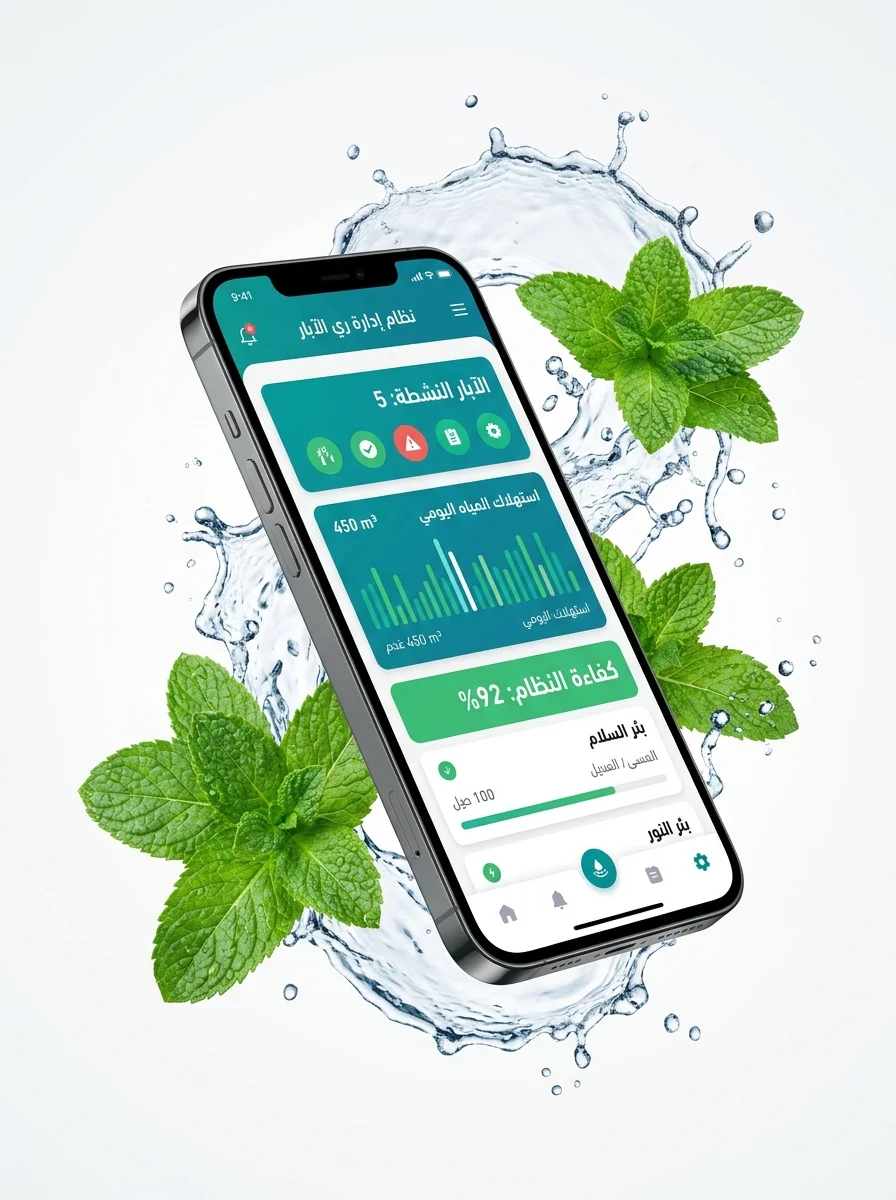 9:41
نظام إدارة ري الآبار
الآبار النشطة: 5
استهلاك المياه اليومي
450 m³
استهلاك اليومي
450 m³
كفاءة النظام: 92%
بئر السلام
100
بئر النور